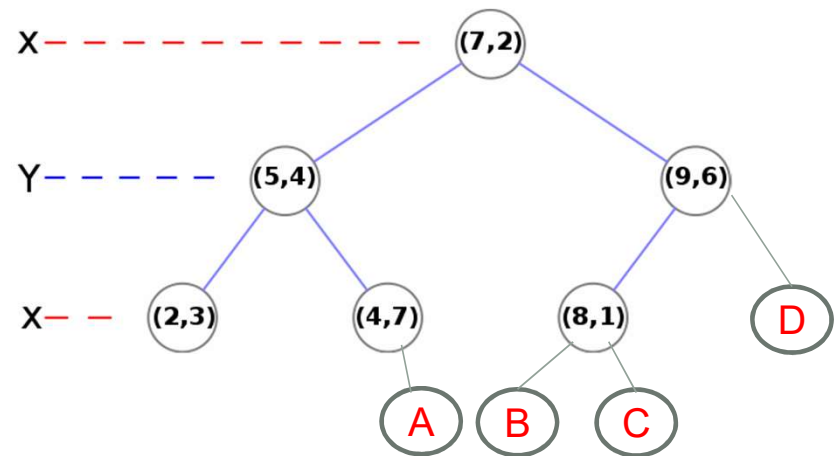 X
(7,2)
Y
(5,4)
(9,6)
X
(2,3)
(4,7)
(8,1)
D
A
B
C